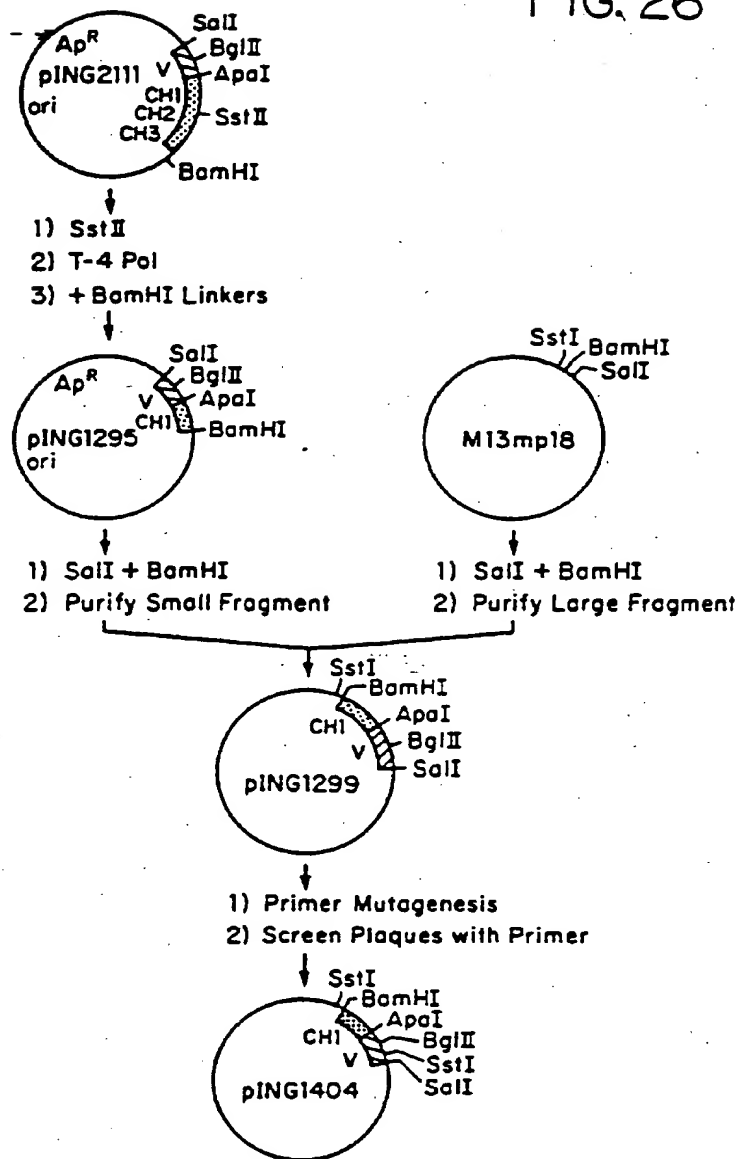 FIG. 26
SalI
Ap^R
BglII
pING2111
V
ApaI
ori
CH1
CH2
SstII
CH3
BamHI
1) SstII
2) T-4 Pol
3) + BamHI Linkers
SalI
Ap^R
BglII
V
ApaI
CH1
BamHI
pING1295
ori
SstI
BamHI
SalI
M13mp18
1) SalI + BamHI
2) Purify Small Fragment
1) SalI + BamHI
2) Purify Large Fragment
SstI
BamHI
ApaI
CH1
BglII
V
SalI
pING1299
1) Primer Mutagenesis
2) Screen Plaques with Primer
SstI
BamHI
ApaI
CH1
BglII
V
SstI
SalI
pING1404